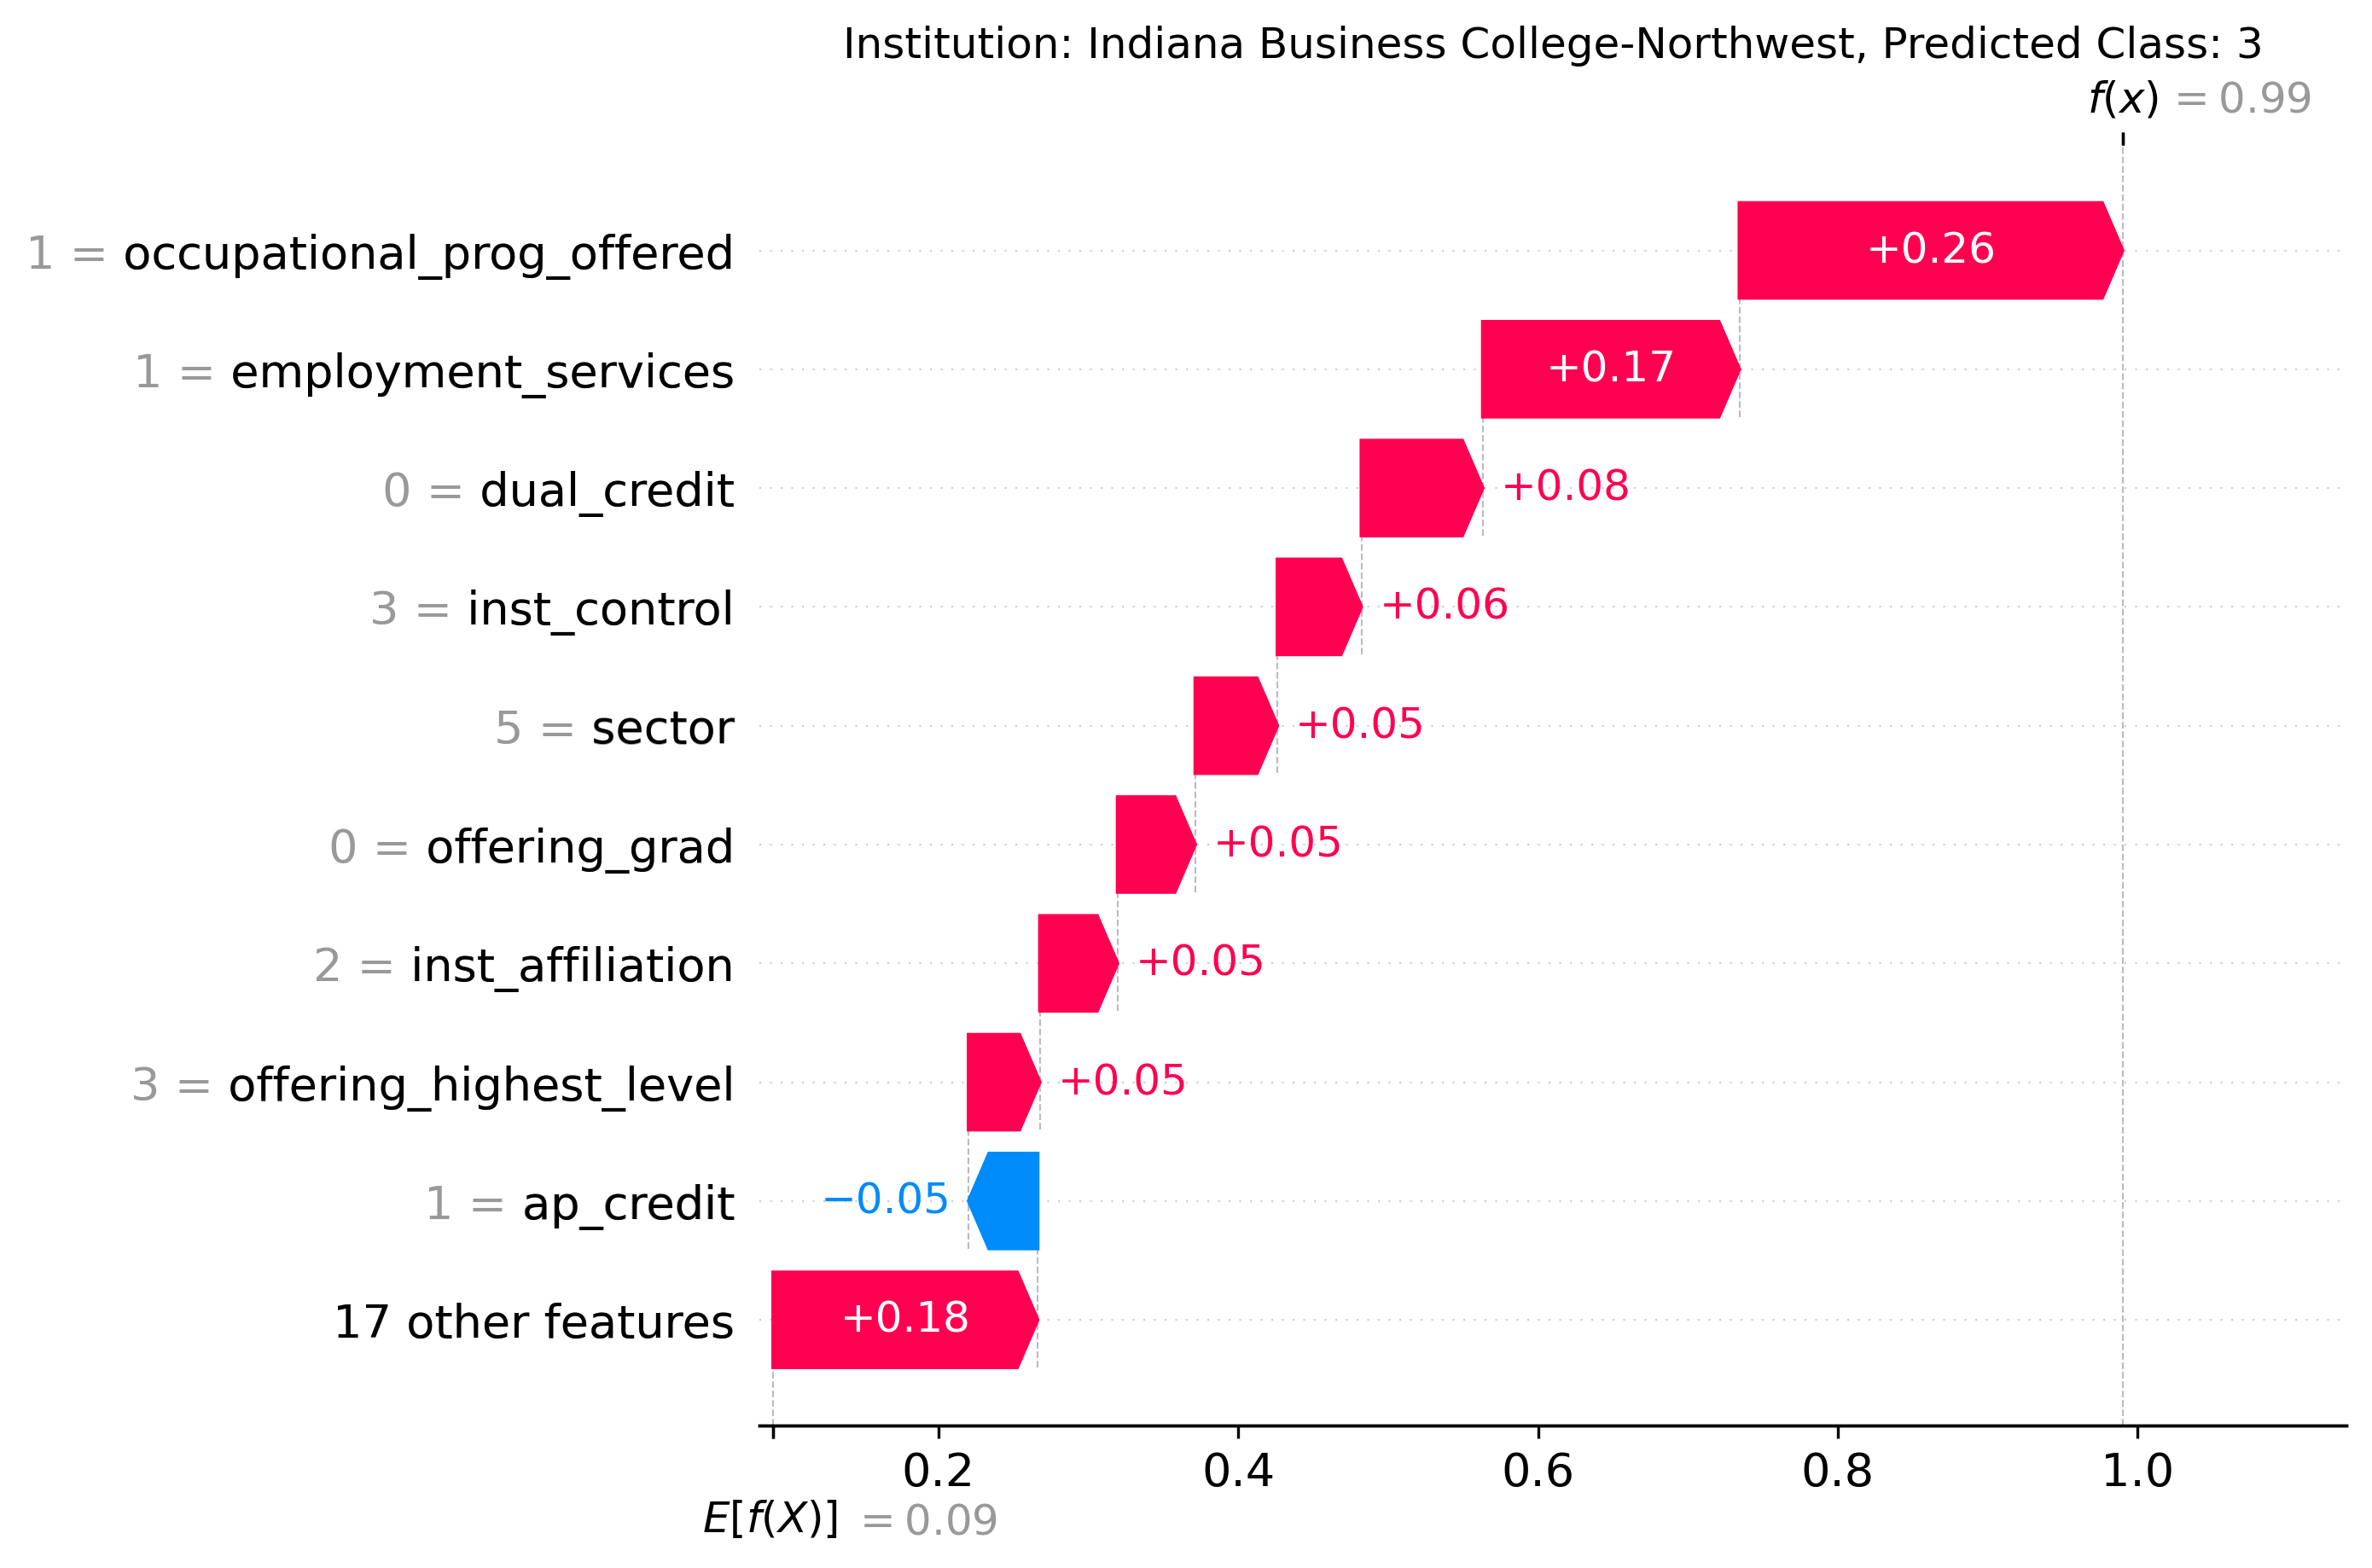 Institution: Indiana Business College-Northwest, Predicted Class: 3
f(x) = 0.99
1 = occupational_prog_offered +0.26
1 = employment_services +0.17
0 = dual_credit +0.08
3 = inst_control +0.06
5 = sector +0.05
0 = offering_grad +0.05
2 = inst_affiliation +0.05
3 = offering_highest_level +0.05
1 = ap_credit −0.05
17 other features +0.18
0.2 0.4 0.6 0.8 1.0
E[f(X)] = 0.09